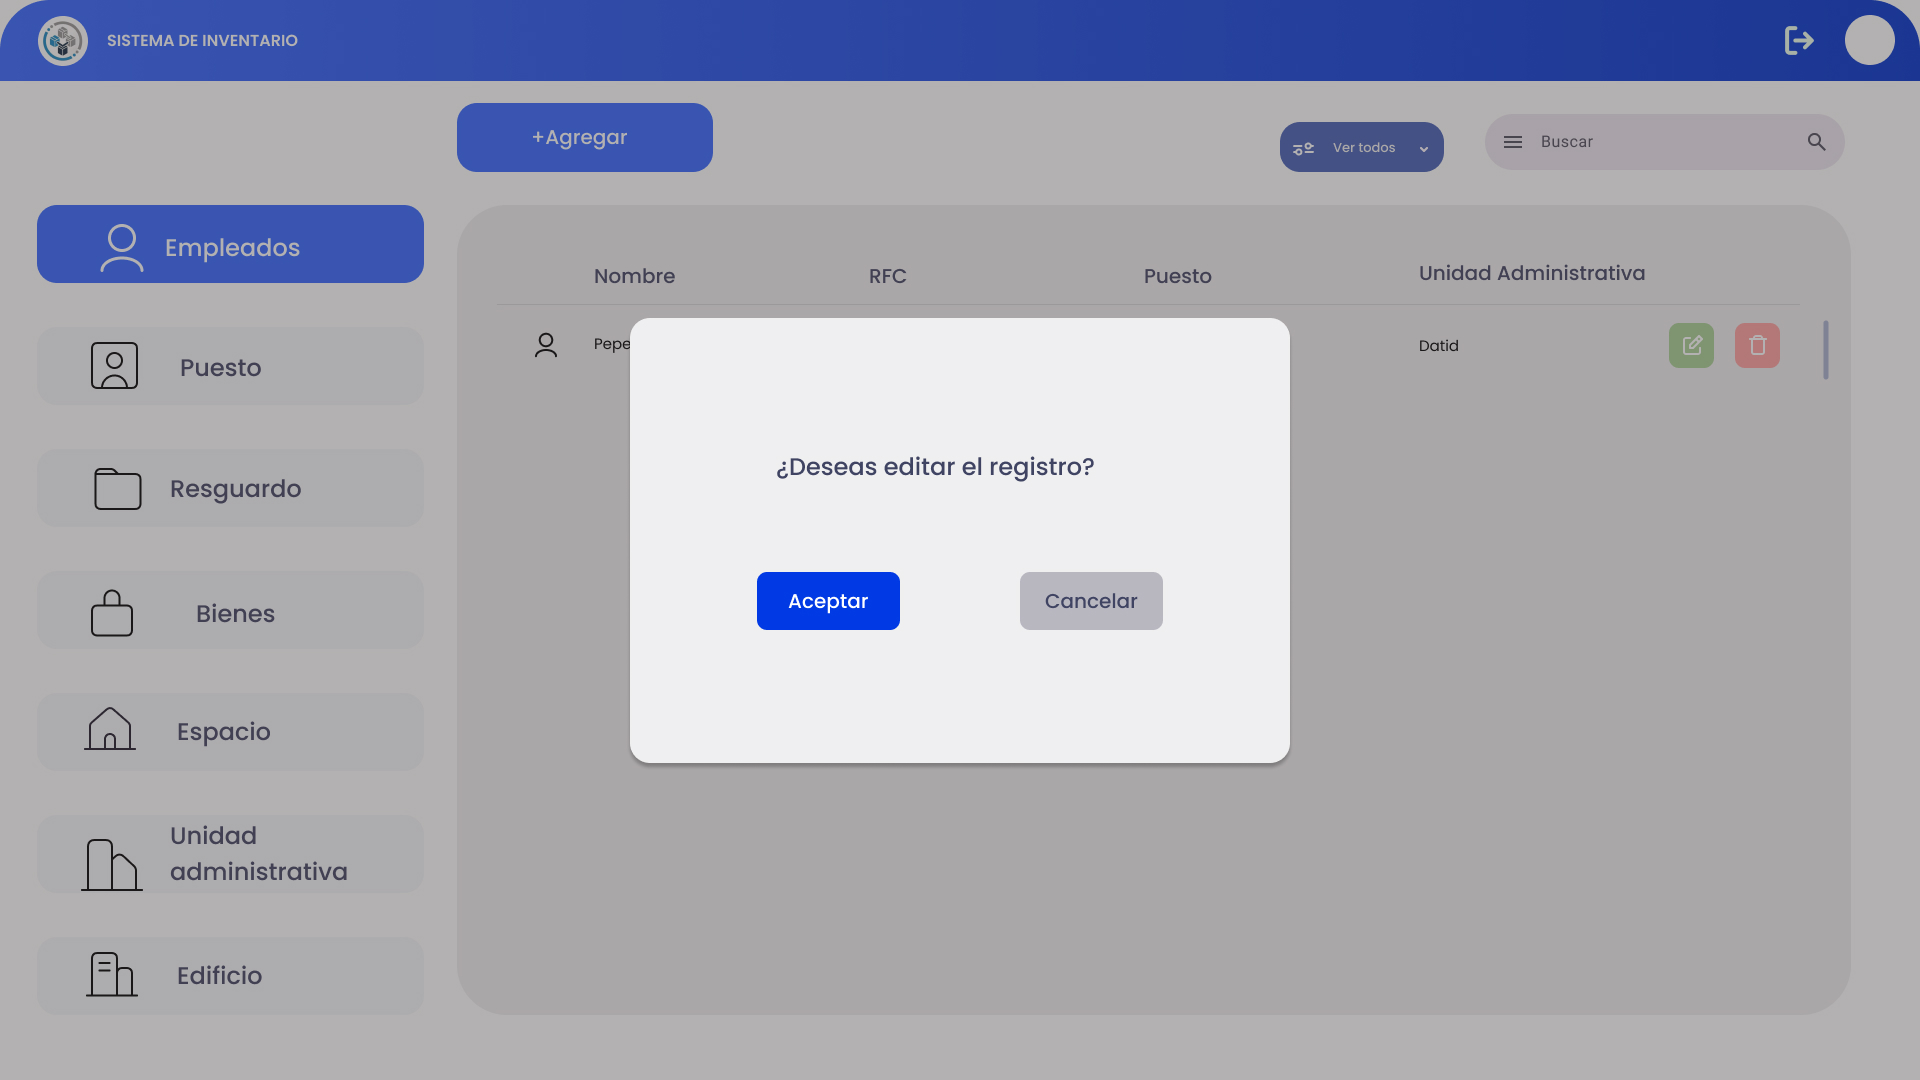 SISTEMA DE INVENTARIO
+Agregar
Ver todos
Buscar
Empleados
Puesto
Resguardo
Bienes
Espacio
Unidad
administrativa
Edificio
Nombre RFC Puesto Unidad Administrativa
Pepe Datid
¿Deseas editar el registro?
Aceptar Cancelar